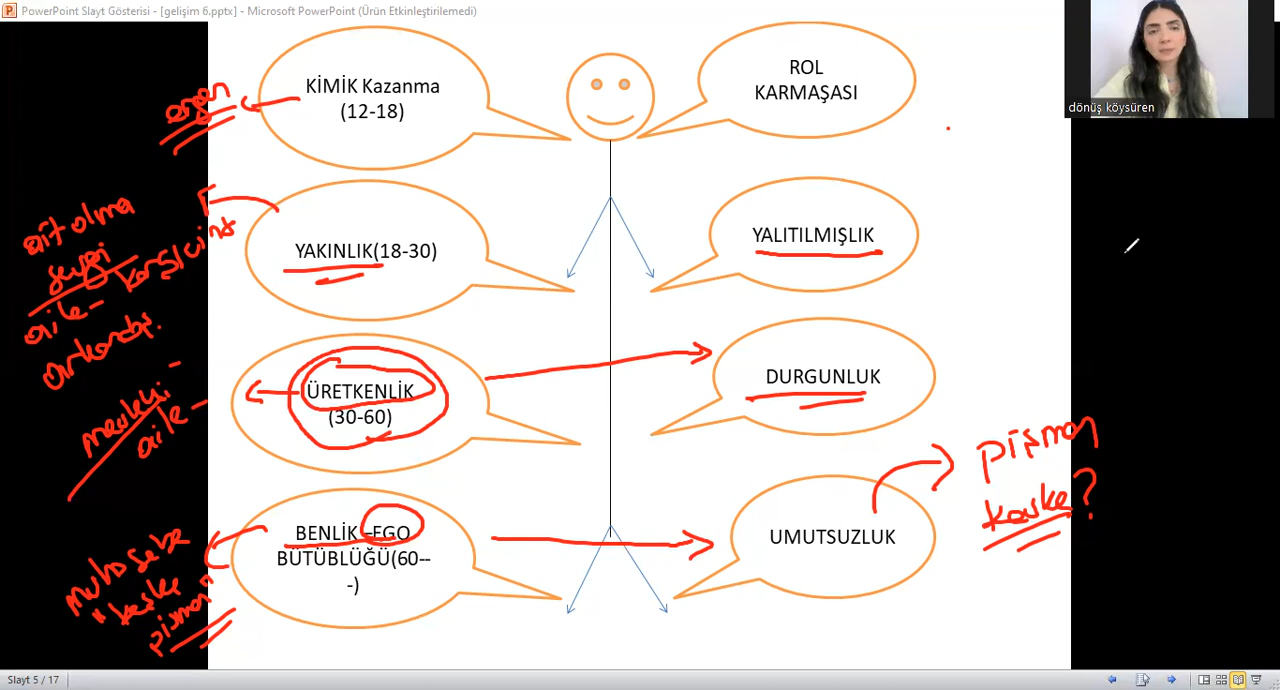 PowerPoint Slayt Gösterisi - [gelişim 6.pptx] - Microsoft PowerPoint (Ürün Etkinleştirilemedi)
dönüş köysüren
KİMİK Kazanma
(12-18)
ROL
KARMAŞASI
ergen
YAKINLIK(18-30)
YALITILMIŞLIK
ait olma
sevgi
karşı cins
aile -
arkadaş.
ÜRETKENLİK
(30-60)
DURGUNLUK
mesleki -
aile -
BENLİK -EGO
BÜTÜBLÜĞÜ(60--
-)
UMUTSUZLUK
pişman
keşke?
muhasebe
"keşke
pişman"
Slayt 5 / 17